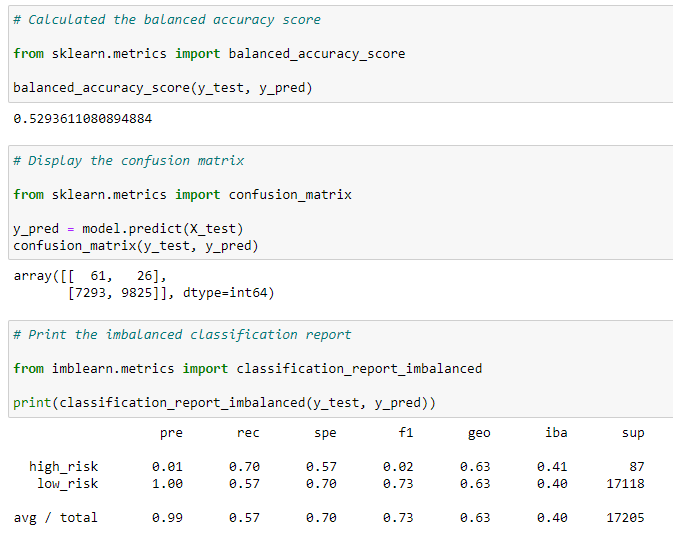 # Calculated the balanced accuracy score
from sklearn.metrics import balanced_accuracy_score
balanced_accuracy_score(y_test, y_pred)
0.5293611080894884
# Display the confusion matrix
from sklearn.metrics import confusion_matrix
y_pred = model.predict(X_test)
confusion_matrix(y_test, y_pred)
array([[  61,   26],
       [7293, 9825]], dtype=int64)
# Print the imbalanced classification report
from imblearn.metrics import classification_report_imbalanced
print(classification_report_imbalanced(y_test, y_pred))
                   pre       rec       spe        f1       geo       iba       sup
  high_risk       0.01      0.70      0.57      0.02      0.63      0.41        87
   low_risk       1.00      0.57      0.70      0.73      0.63      0.40     17118
avg / total       0.99      0.57      0.70      0.73      0.63      0.40     17205